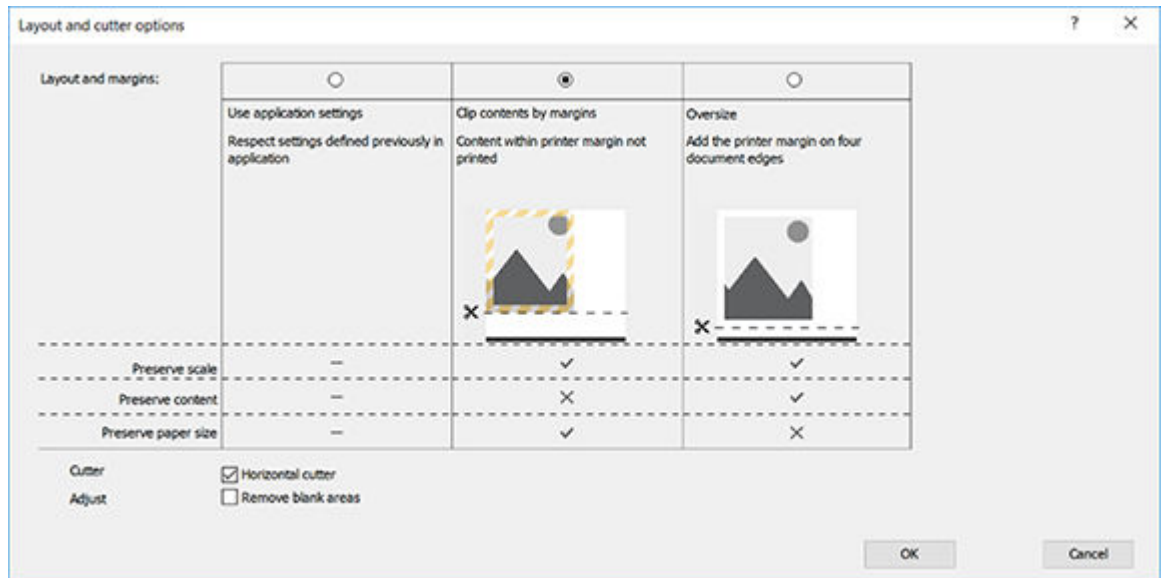 Layout and cutter options
?
Layout and margins:
Use application settings
Respect settings defined previously in
application
Clip contents by margins
Content within printer margin not
printed
Oversize
Add the printer margin on four
document edges
Preserve scale
Preserve content
Preserve paper size
Cutter
Horizontal cutter
Adjust
Remove blank areas
OK
Cancel